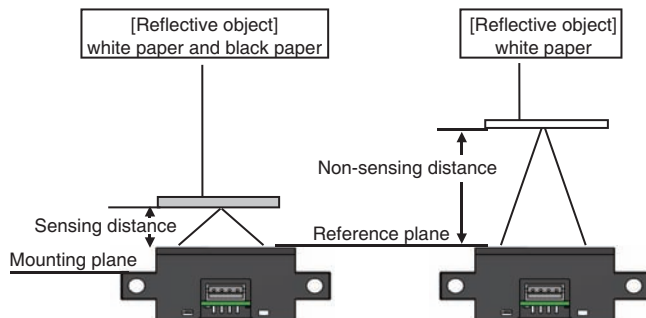 [Reflective object]
white paper and black paper
[Reflective object]
white paper
Non-sensing distance
Sensing distance
Reference plane
Mounting plane